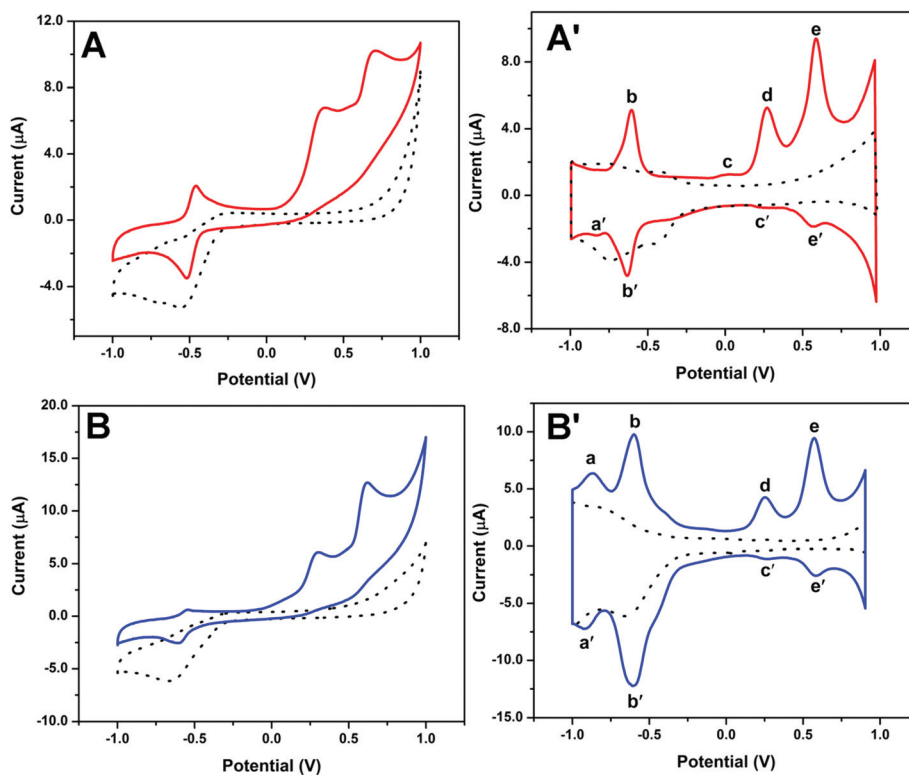 A
12.0
8.0
4.0
0.0
-4.0
Current (μA)
-1.0 -0.5 0.0 0.5 1.0
Potential (V)
A'
8.0
4.0
0.0
-4.0
-8.0
Current (μA)
b
c
d
e
a'
b'
c'
e'
-1.0 -0.5 0.0 0.5 1.0
Potential (V)
B
20.0
15.0
10.0
5.0
0.0
-5.0
-10.0
Current (μA)
-1.0 -0.5 0.0 0.5 1.0
Potential (V)
B'
10.0
5.0
0.0
-5.0
-10.0
-15.0
Current (μA)
a
b
d
e
a'
b'
c'
e'
-1.0 -0.5 0.0 0.5 1.0
Potential (V)